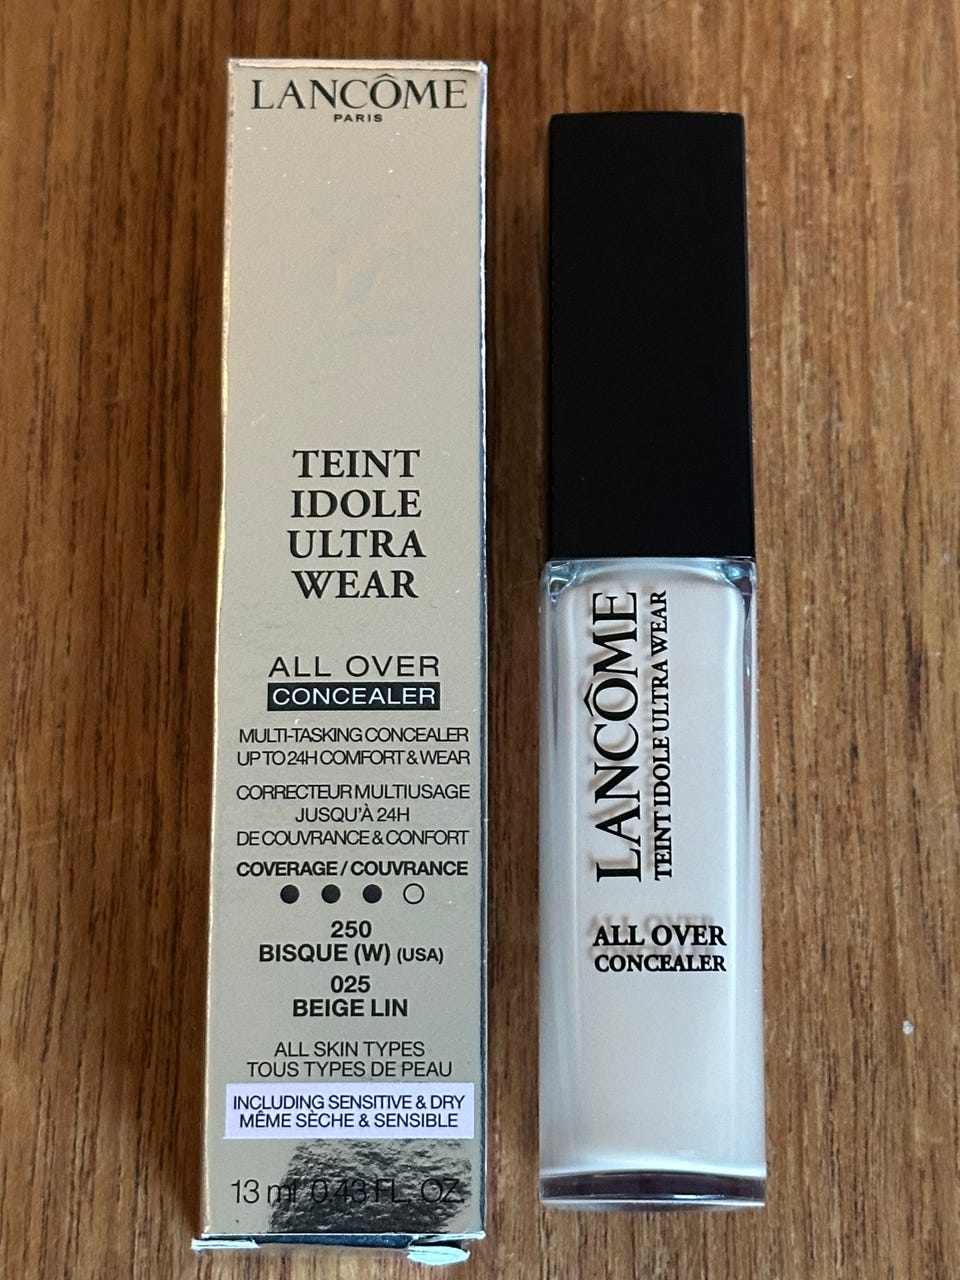 LANCÔME
PARIS
TEINT
IDOLE
ULTRA
WEAR
ALL OVER
CONCEALER
MULTI-TASKING CONCEALER
UP TO 24H COMFORT & WEAR
CORRECTEUR MULTIUSAGE
JUSQU'À 24H
DE COUVRANCE & CONFORT
COVERAGE / COUVRANCE
250
BISQUE (W) (USA)
025
BEIGE LIN
ALL SKIN TYPES
TOUS TYPES DE PEAU
INCLUDING SENSITIVE & DRY
MÊME SÈCHE & SENSIBLE
13 ml 0.43 FL. OZ.
LANCÔME
TEINT IDOLE ULTRA WEAR
ALL OVER
CONCEALER